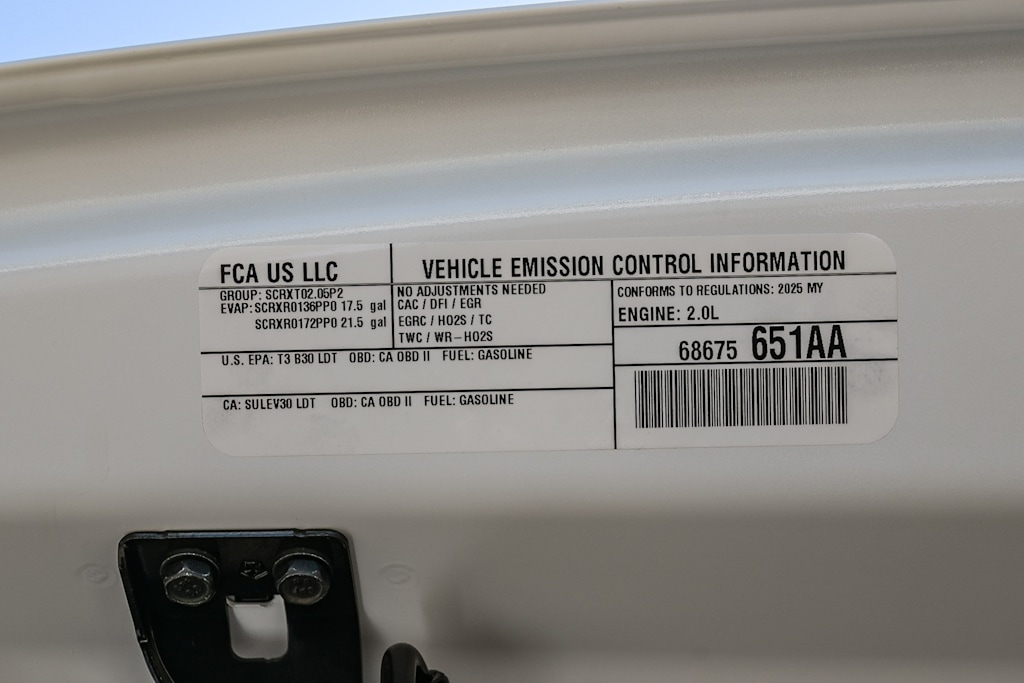 FCA US LLC
VEHICLE EMISSION CONTROL INFORMATION
GROUP: SCRXT02.05P2
EVAP: SCRXR0136PP0 17.5 gal
SCRXR0172PP0 21.5 gal
NO ADJUSTMENTS NEEDED
CAC / DFI / EGR
EGRC / HO2S / TC
TWC / WR-HO2S
CONFORMS TO REGULATIONS: 2025 MY
ENGINE: 2.0L
68675 651AA
U.S. EPA: T3 B30 LDT OBD: CA OBD II FUEL: GASOLINE
CA: SULEV30 LDT OBD: CA OBD II FUEL: GASOLINE